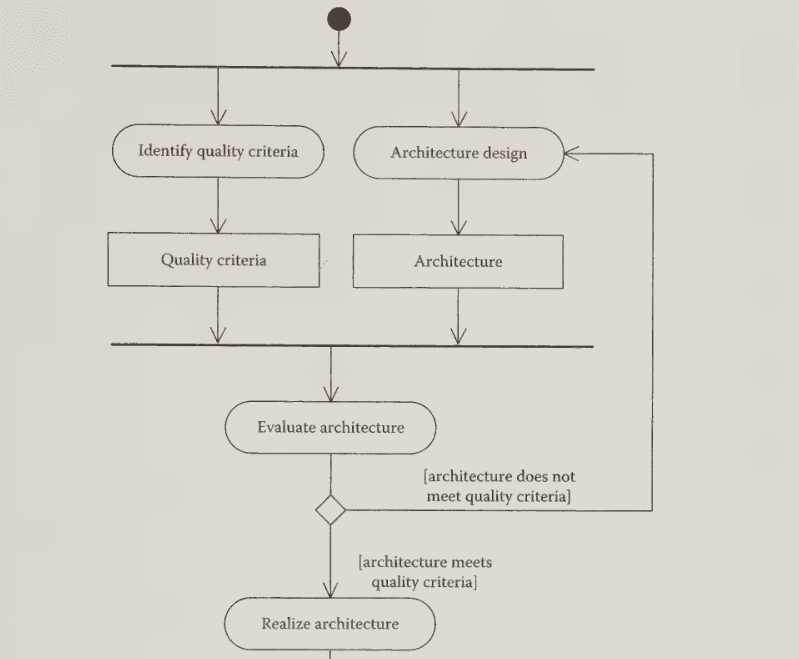 Identify quality criteria
Architecture design
Quality criteria
Architecture
Evaluate architecture
[architecture does not
meet quality criteria]
[architecture meets
quality criteria]
Realize architecture